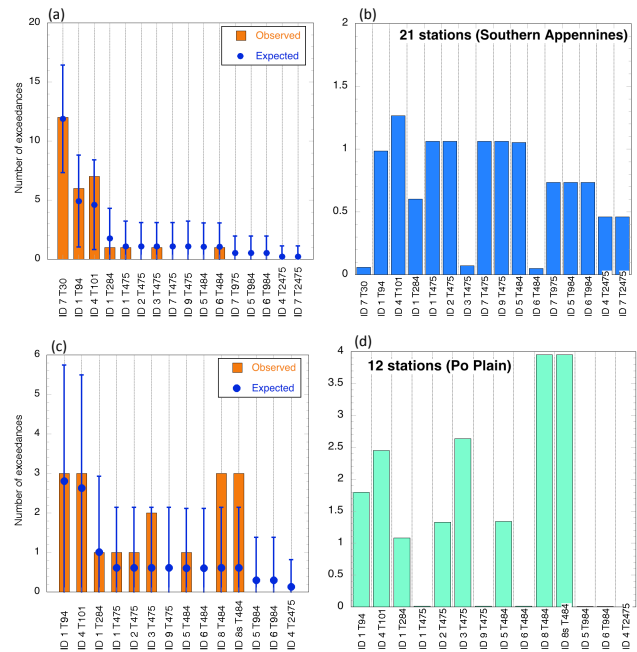 (a)
Observed
Expected
Number of exceedances
20
15
10
5
0
ID 7 T30
ID 1 T94
ID 4 T101
ID 1 T284
ID 1 T475
ID 2 T475
ID 3 T475
ID 7 T475
ID 9 T475
ID 5 T484
ID 6 T484
ID 7 T975
ID 5 T984
ID 6 T984
ID 4 T2475
ID 7 T2475
(b)
21 stations (Southern Appennines)
2
1.5
1
0.5
0
ID 7 T30
ID 1 T94
ID 4 T101
ID 1 T284
ID 1 T475
ID 2 T475
ID 3 T475
ID 7 T475
ID 9 T475
ID 5 T484
ID 6 T484
ID 7 T975
ID 5 T984
ID 6 T984
ID 4 T2475
ID 7 T2475
(c)
Observed
Expected
Number of exceedances
6
5
4
3
2
1
0
ID 1 T94
ID 4 T101
ID 1 T284
ID 1 T475
ID 2 T475
ID 3 T475
ID 9 T475
ID 5 T484
ID 6 T484
ID 8 T484
ID 8s T484
ID 5 T984
ID 6 T984
ID 4 T2475
(d)
12 stations (Po Plain)
4
3.5
3
2.5
2
1.5
1
0.5
0
ID 1 T94
ID 4 T101
ID 1 T284
ID 1 T475
ID 2 T475
ID 3 T475
ID 9 T475
ID 5 T484
ID 6 T484
ID 8 T484
ID 8s T484
ID 5 T984
ID 6 T984
ID 4 T2475